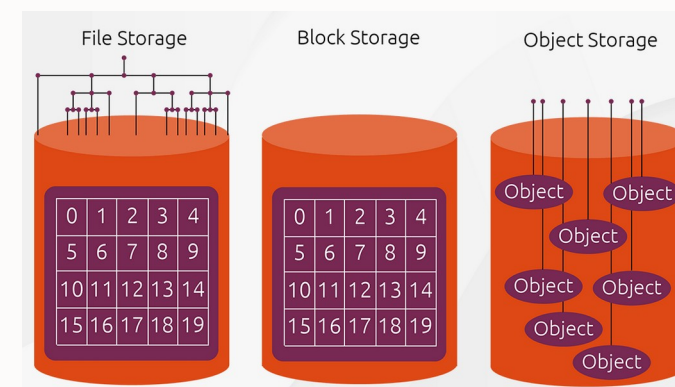 File Storage
Block Storage
Object Storage
0 1 2 3 4
5 6 7 8 9
10 11 12 13 14
15 16 17 18 19
0 1 2 3 4
5 6 7 8 9
10 11 12 13 14
15 16 17 18 19
Object
Object
Object
Object
Object
Object
Object